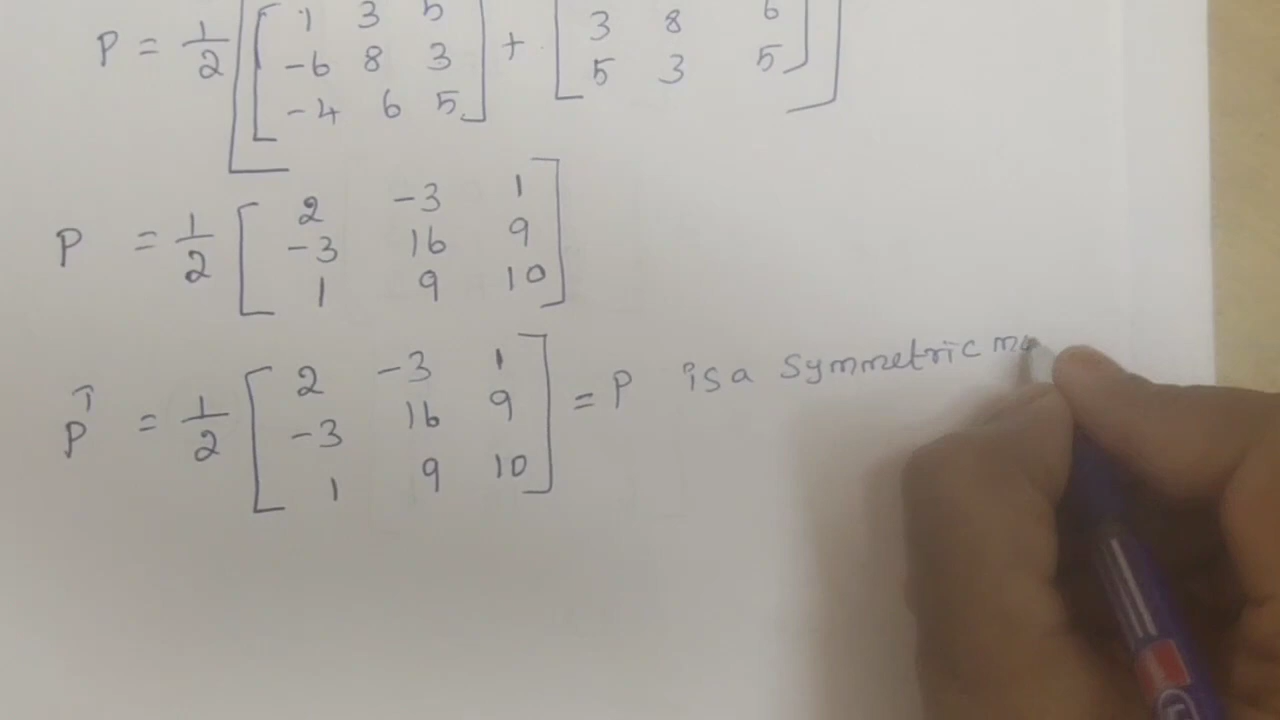 P = 1/2 [ [ 1 3 5
-6 8 3
-4 6 5 ] + [ 3 8 6
5 3 5 ] ]
P = 1/2 [ 2 -3 1
-3 16 9
1 9 10 ]
P^T = 1/2 [ 2 -3 1
-3 16 9
1 9 10 ] = P is a Symmetric